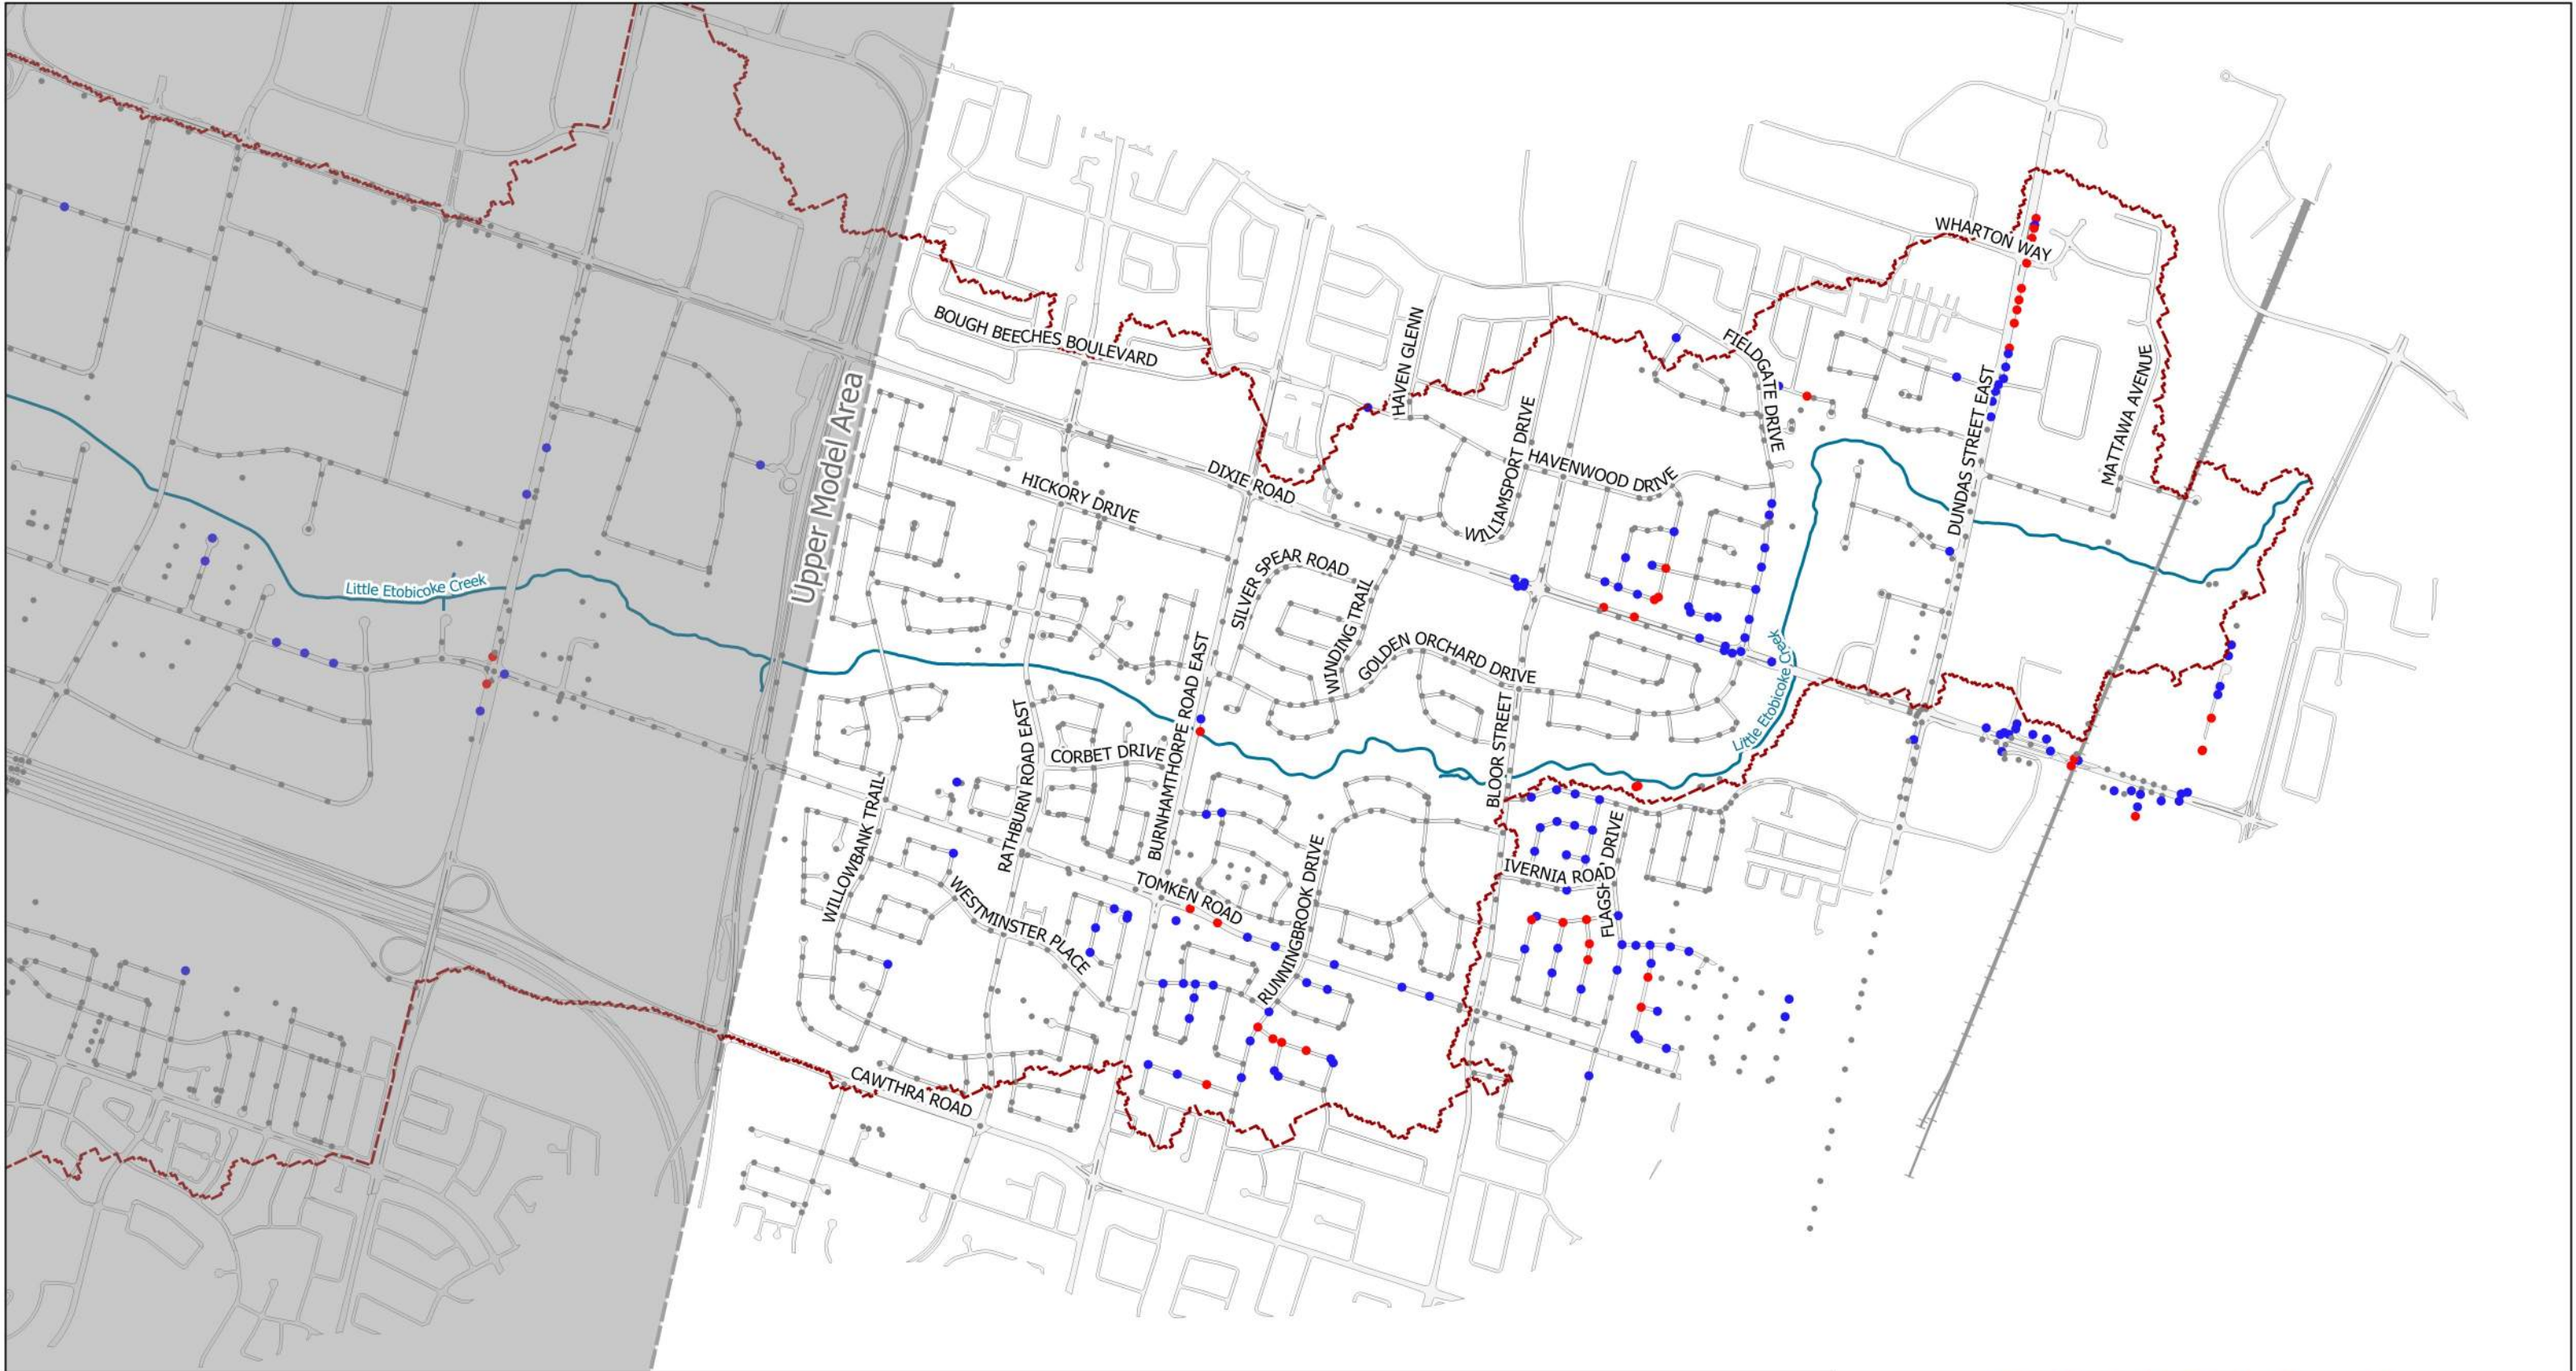 WHARTON WAY
BOUGH BEECHES BOULEVARD
HAVEN GLENN
FIELDGATE DRIVE
MATTAWA AVENUE
DUNDAS STREET EAST
Upper Model Area
HICKORY DRIVE
DIXIE ROAD
WILLIAMSPORT DRIVE
HAVENWOOD DRIVE
Little Etobicoke Creek
SILVER SPEAR ROAD
WINDING TRAIL
GOLDEN ORCHARD DRIVE
Little Etobicoke Creek
BURNHAMTHORPE ROAD EAST
RATHBURN ROAD EAST
CORBET DRIVE
BLOOR STREET
WILLOWBANK TRAIL
WESTMINSTER PLACE
TOMKEN ROAD
RUNNINGBROOK DRIVE
IVERNIA ROAD
FLAGSH DRIVE
CAWTHRA ROAD